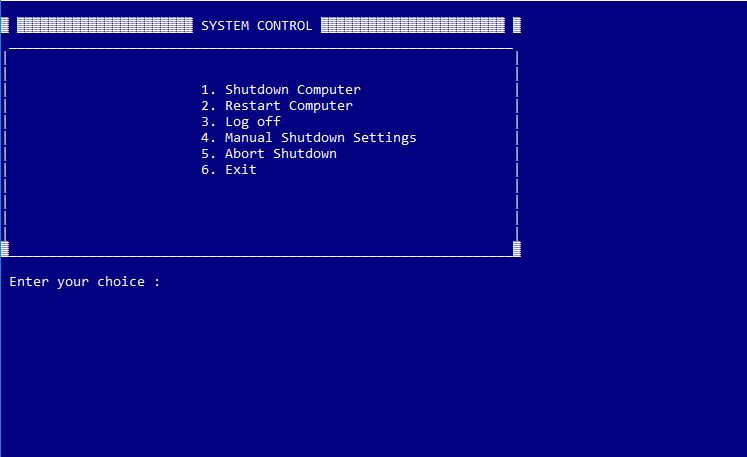 SYSTEM CONTROL
1. Shutdown Computer
2. Restart Computer
3. Log off
4. Manual Shutdown Settings
5. Abort Shutdown
6. Exit
Enter your choice :